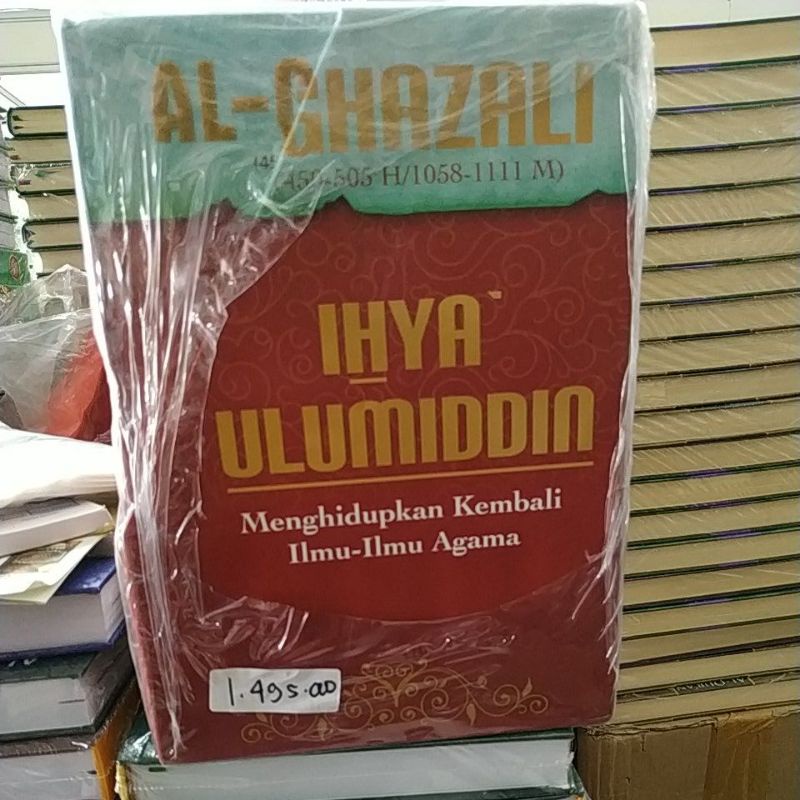 AL-GHAZALI
450-505 H/1058-1111 M)
IHYA`
ULUMIDDIN
Menghidupkan Kembali
Ilmu-Ilmu Agama
1.495.00